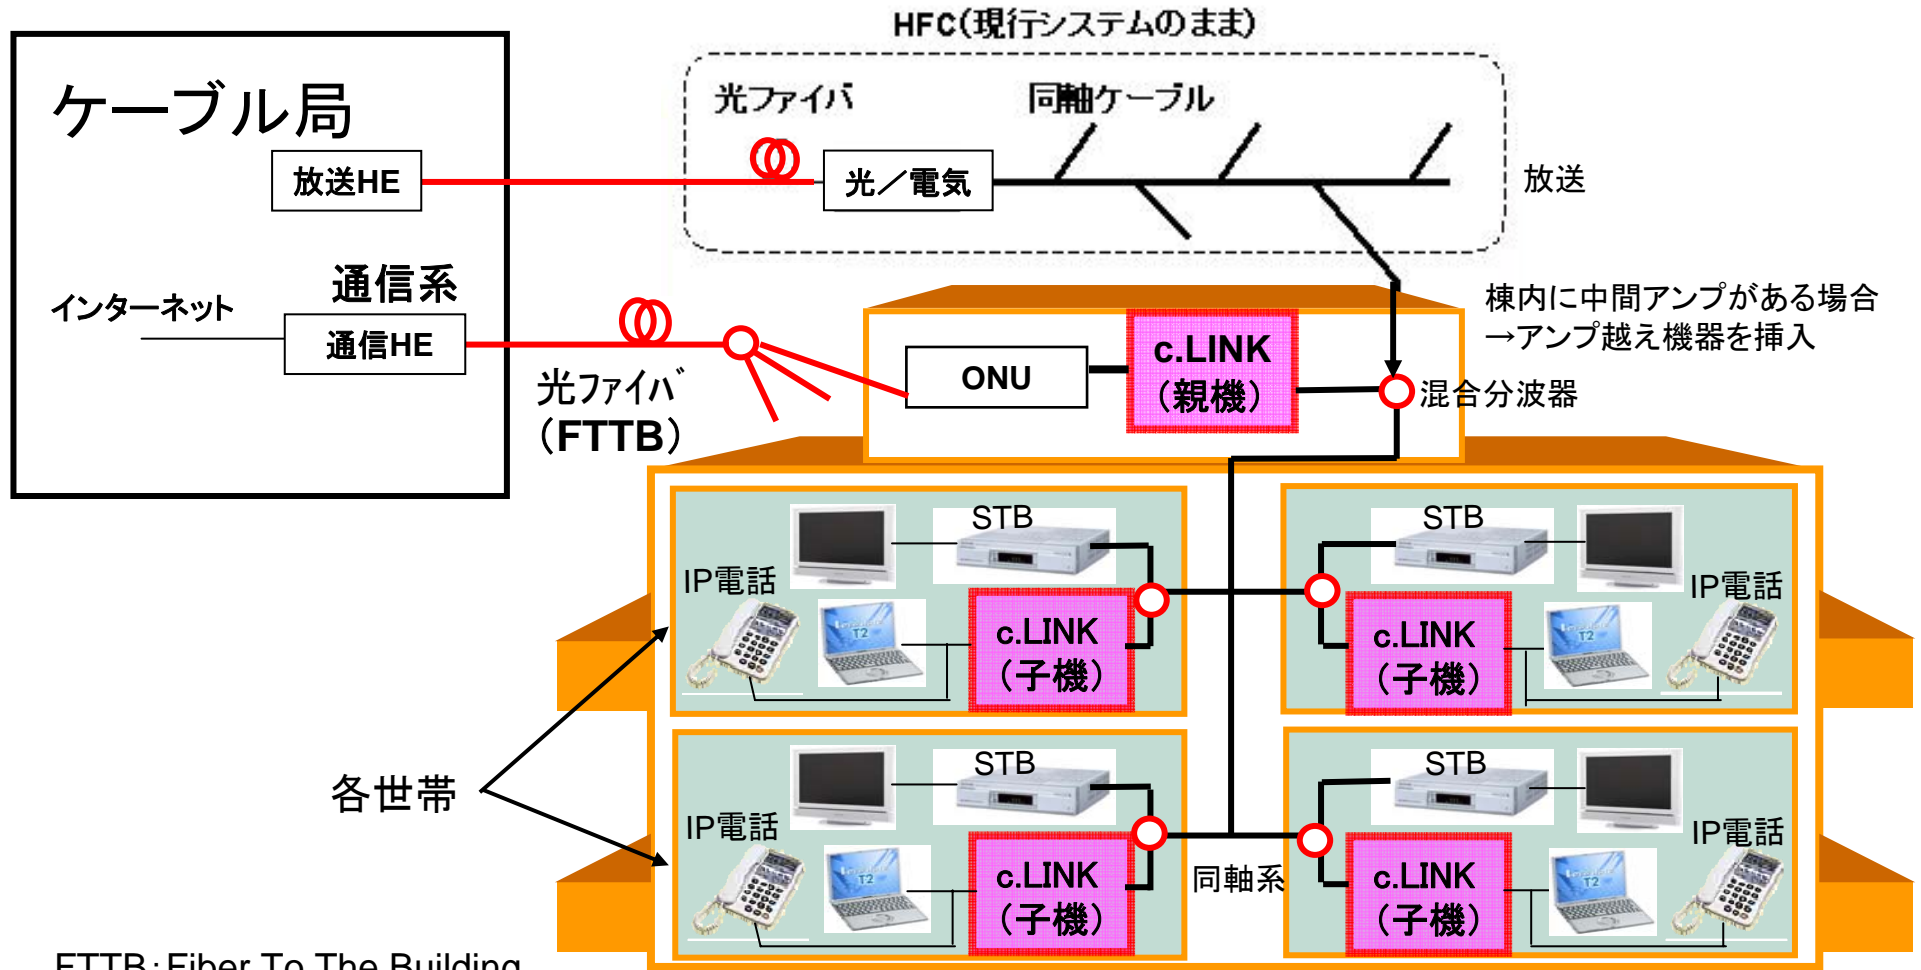 HFC(現行システムのまま)
ケーブル局
光ファイバ
同軸ケーブル
放送HE
光／電気
放送
通信系
インターネット
通信HE
光ファイバ
（FTTB）
ONU
c.LINK
（親機）
棟内に中間アンプがある場合
→アンプ越え機器を挿入
混合分波器
STB
IP電話
c.LINK
（子機）
STB
IP電話
c.LINK
（子機）
各世帯
STB
IP電話
c.LINK
（子機）
同軸系
STB
IP電話
c.LINK
（子機）
T2
T2
T2
T2
FTTB：Fiber To The Building